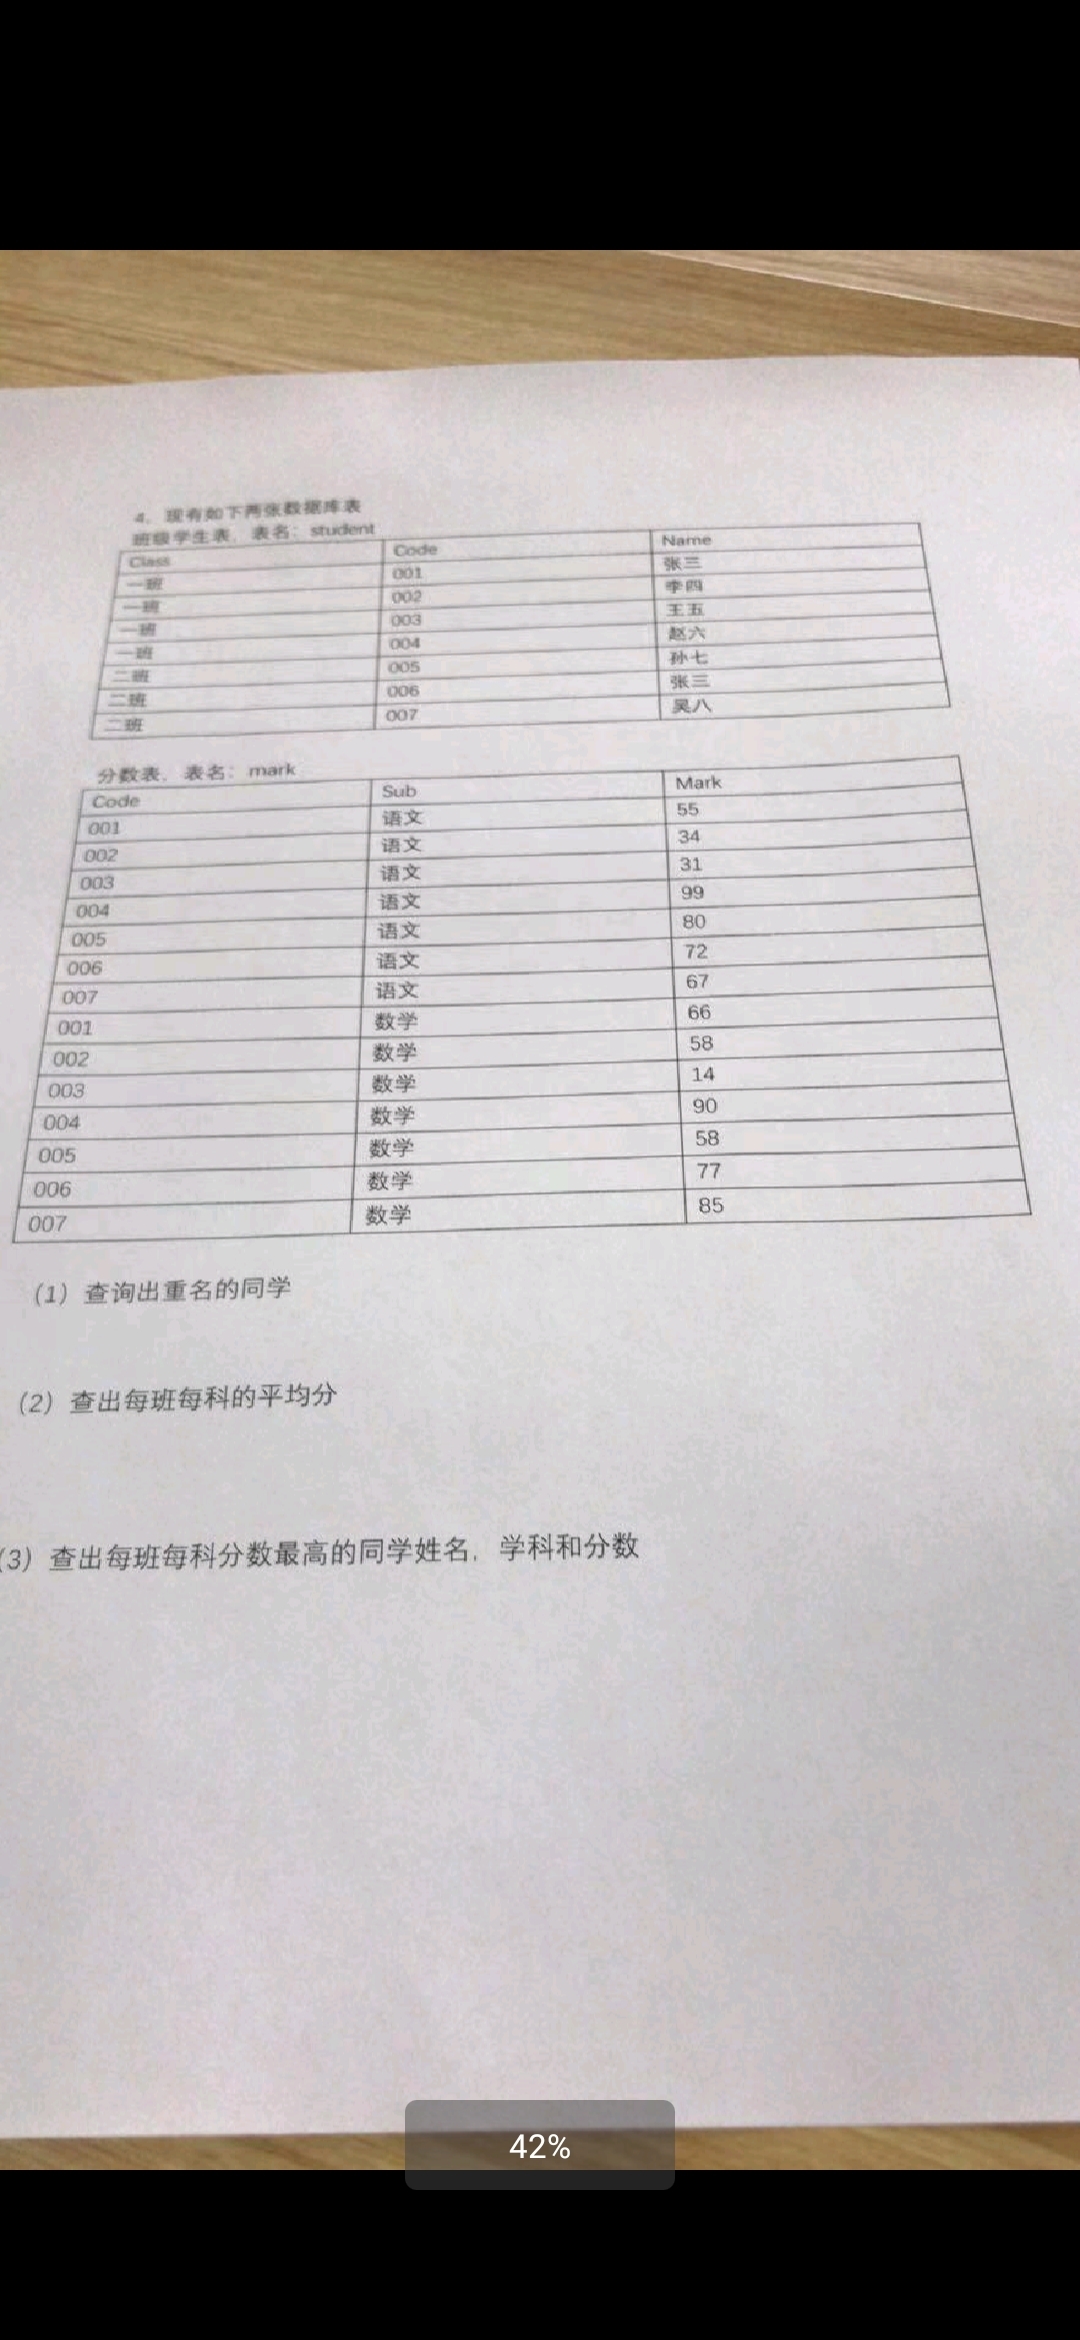 4、现有如下两张数据库表
班级学生表，表名：student
Class Code Name
一班 001 张三
一班 002 李四
一班 003 王五
一班 004 赵六
二班 005 孙七
二班 006 张三
二班 007 吴八
分数表，表名：mark
Code Sub Mark
001 语文 55
002 语文 34
003 语文 31
004 语文 99
005 语文 80
006 语文 72
007 语文 67
001 数学 66
002 数学 58
003 数学 14
004 数学 90
005 数学 58
006 数学 77
007 数学 85
（1）查询出重名的同学
（2）查出每班每科的平均分
（3）查出每班每科分数最高的同学姓名，学科和分数
42%